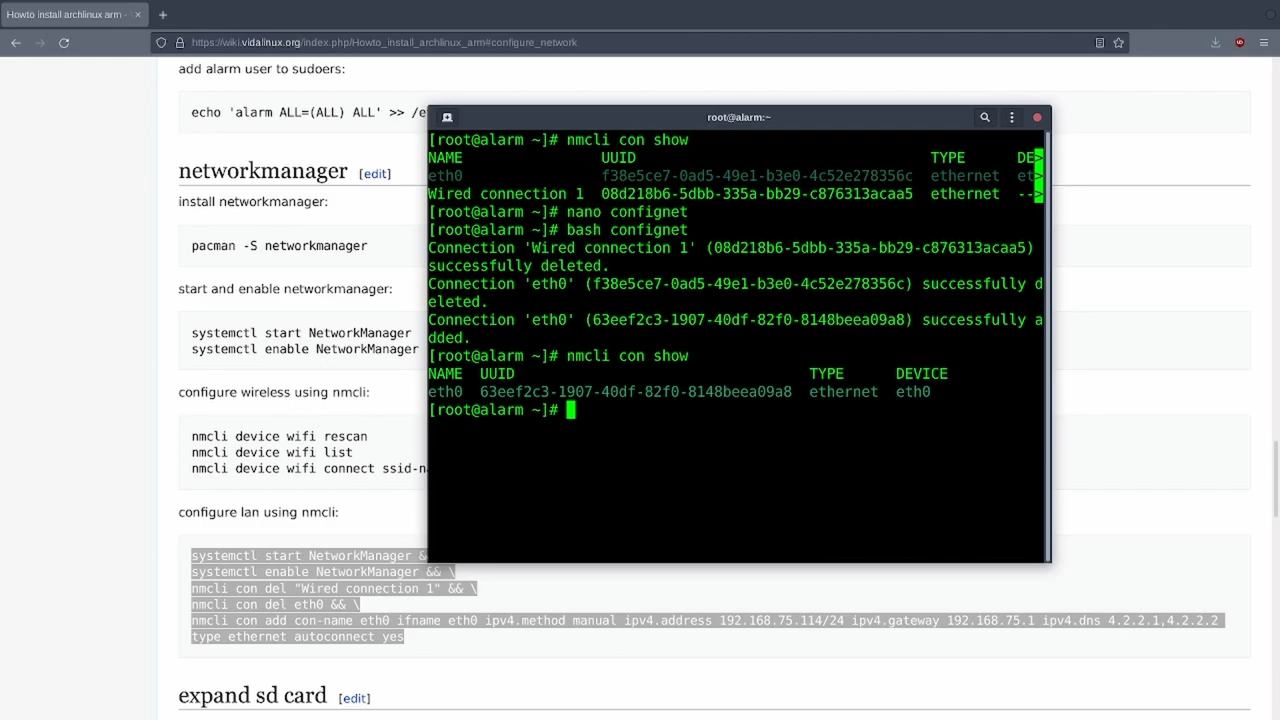 Howto install archlinux arm -
https://wiki.vidalinux.org/index.php/Howto_install_archlinux_arm#configure_network
add alarm user to sudoers:
echo 'alarm ALL=(ALL) ALL' >> /e
networkmanager [edit]
install networkmanager:
pacman -S networkmanager
start and enable networkmanager:
systemctl start NetworkManager
systemctl enable NetworkManager
configure wireless using nmcli:
nmcli device wifi rescan
nmcli device wifi list
nmcli device wifi connect ssid-n
configure lan using nmcli:
systemctl start NetworkManager &
systemctl enable NetworkManager && \
nmcli con del "Wired connection 1" && \
nmcli con del eth0 && \
nmcli con add con-name eth0 ifname eth0 ipv4.method manual ipv4.address 192.168.75.114/24 ipv4.gateway 192.168.75.1 ipv4.dns 4.2.2.1,4.2.2.2
type ethernet autoconnect yes
expand sd card [edit]
root@alarm:~
[root@alarm ~]# nmcli con show
NAME UUID TYPE DE>
eth0 f38e5ce7-0ad5-49e1-b3e0-4c52e278356c ethernet et>
Wired connection 1 08d218b6-5dbb-335a-bb29-c876313acaa5 ethernet -->
[root@alarm ~]# nano confignet
[root@alarm ~]# bash confignet
Connection 'Wired connection 1' (08d218b6-5dbb-335a-bb29-c876313acaa5)
successfully deleted.
Connection 'eth0' (f38e5ce7-0ad5-49e1-b3e0-4c52e278356c) successfully d
eleted.
Connection 'eth0' (63eef2c3-1907-40df-82f0-8148beea09a8) successfully a
dded.
[root@alarm ~]# nmcli con show
NAME UUID TYPE DEVICE
eth0 63eef2c3-1907-40df-82f0-8148beea09a8 ethernet eth0
[root@alarm ~]#